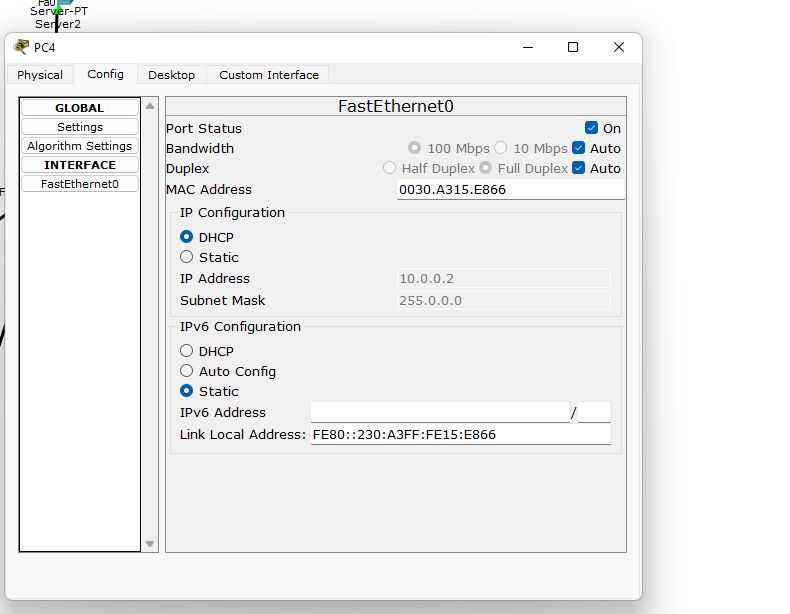 Fa0
Server-PT
Server2
PC4
Physical
Config
Desktop
Custom Interface
GLOBAL
Settings
Algorithm Settings
INTERFACE
FastEthernet0
FastEthernet0
Port Status
On
Bandwidth
100 Mbps
10 Mbps
Auto
Duplex
Half Duplex
Full Duplex
Auto
MAC Address
0030.A315.E866
IP Configuration
DHCP
Static
IP Address
10.0.0.2
Subnet Mask
255.0.0.0
IPv6 Configuration
DHCP
Auto Config
Static
IPv6 Address
/
Link Local Address:
FE80::230:A3FF:FE15:E866